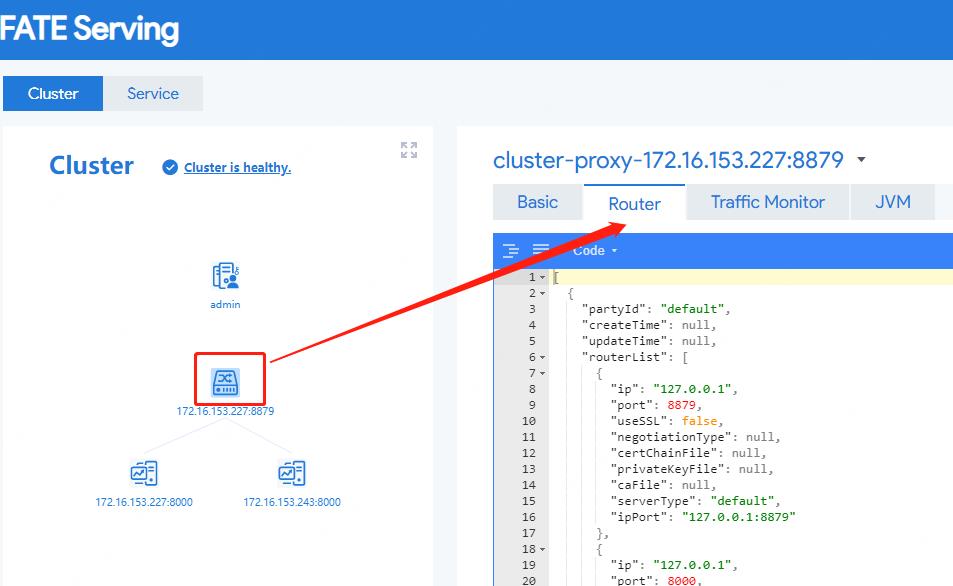 FATE Serving
Cluster
Service
Cluster
Cluster is healthy.
admin
172.16.153.227:8879
172.16.153.227:8000
172.16.153.243:8000
cluster-proxy-172.16.153.227:8879
Basic
Router
Traffic Monitor
JVM
Code
1 [
2 {
3 "partyId": "default",
4 "createTime": null,
5 "updateTime": null,
6 "routerList": [
7 {
8 "ip": "127.0.0.1",
9 "port": 8879,
10 "useSSL": false,
11 "negotiationType": null,
12 "certChainFile": null,
13 "privateKeyFile": null,
14 "caFile": null,
15 "serverType": "default",
16 "ipPort": "127.0.0.1:8879"
17 },
18 {
19 "ip": "127.0.0.1",
20 "port": 8000,